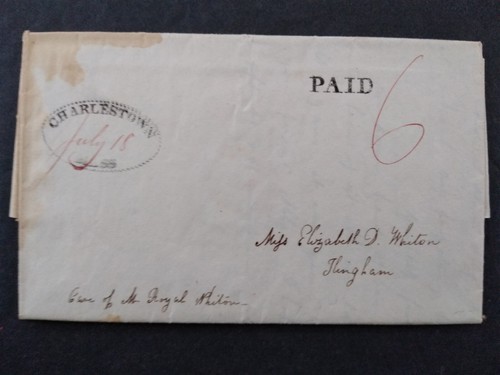 CHARLESTOWN
July 18
PAID
6
Miss Elizabeth D. Whiton
Hingham
Care of Mr Royal Whiton